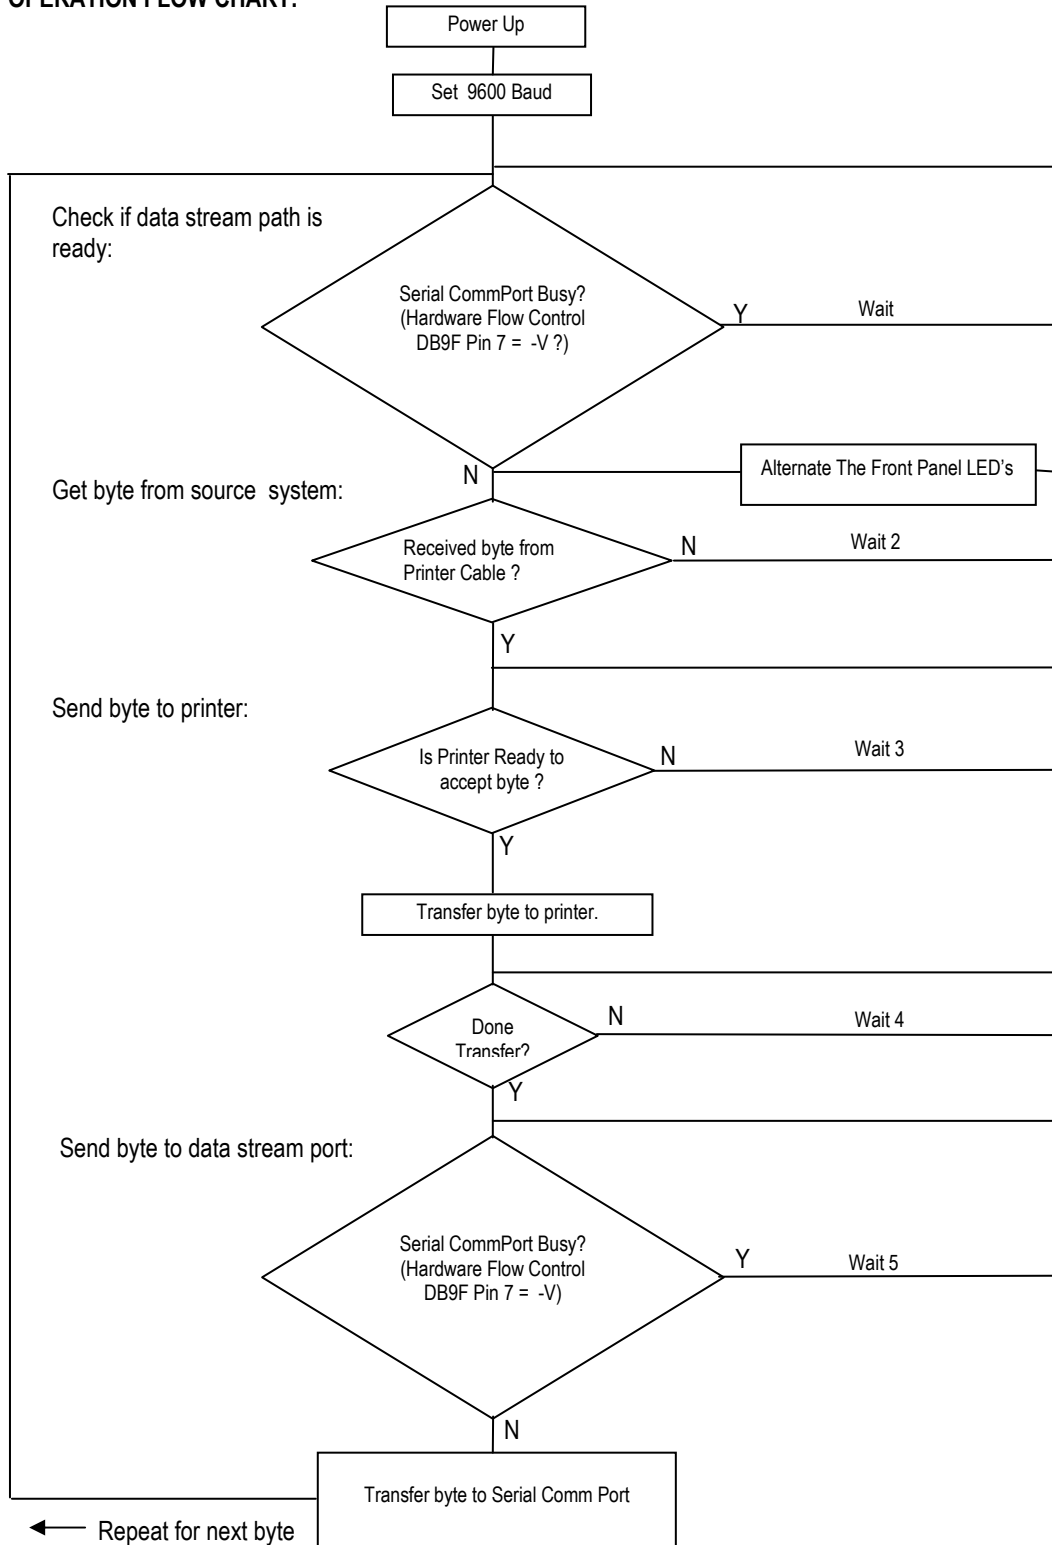 OPERATION FLOW CHART:
Power Up
Set 9600 Baud
Check if data stream path is
ready:
Serial CommPort Busy?
(Hardware Flow Control
DB9F Pin 7 = -V ?)
Y
Wait
N
Alternate The Front Panel LED's
Get byte from source system:
Received byte from
Printer Cable ?
N
Wait 2
Y
Send byte to printer:
Is Printer Ready to
accept byte ?
N
Wait 3
Y
Transfer byte to printer.
Done
Transfer?
N
Wait 4
Y
Send byte to data stream port:
Serial CommPort Busy?
(Hardware Flow Control
DB9F Pin 7 = -V)
Y
Wait 5
N
Transfer byte to Serial Comm Port
Repeat for next byte